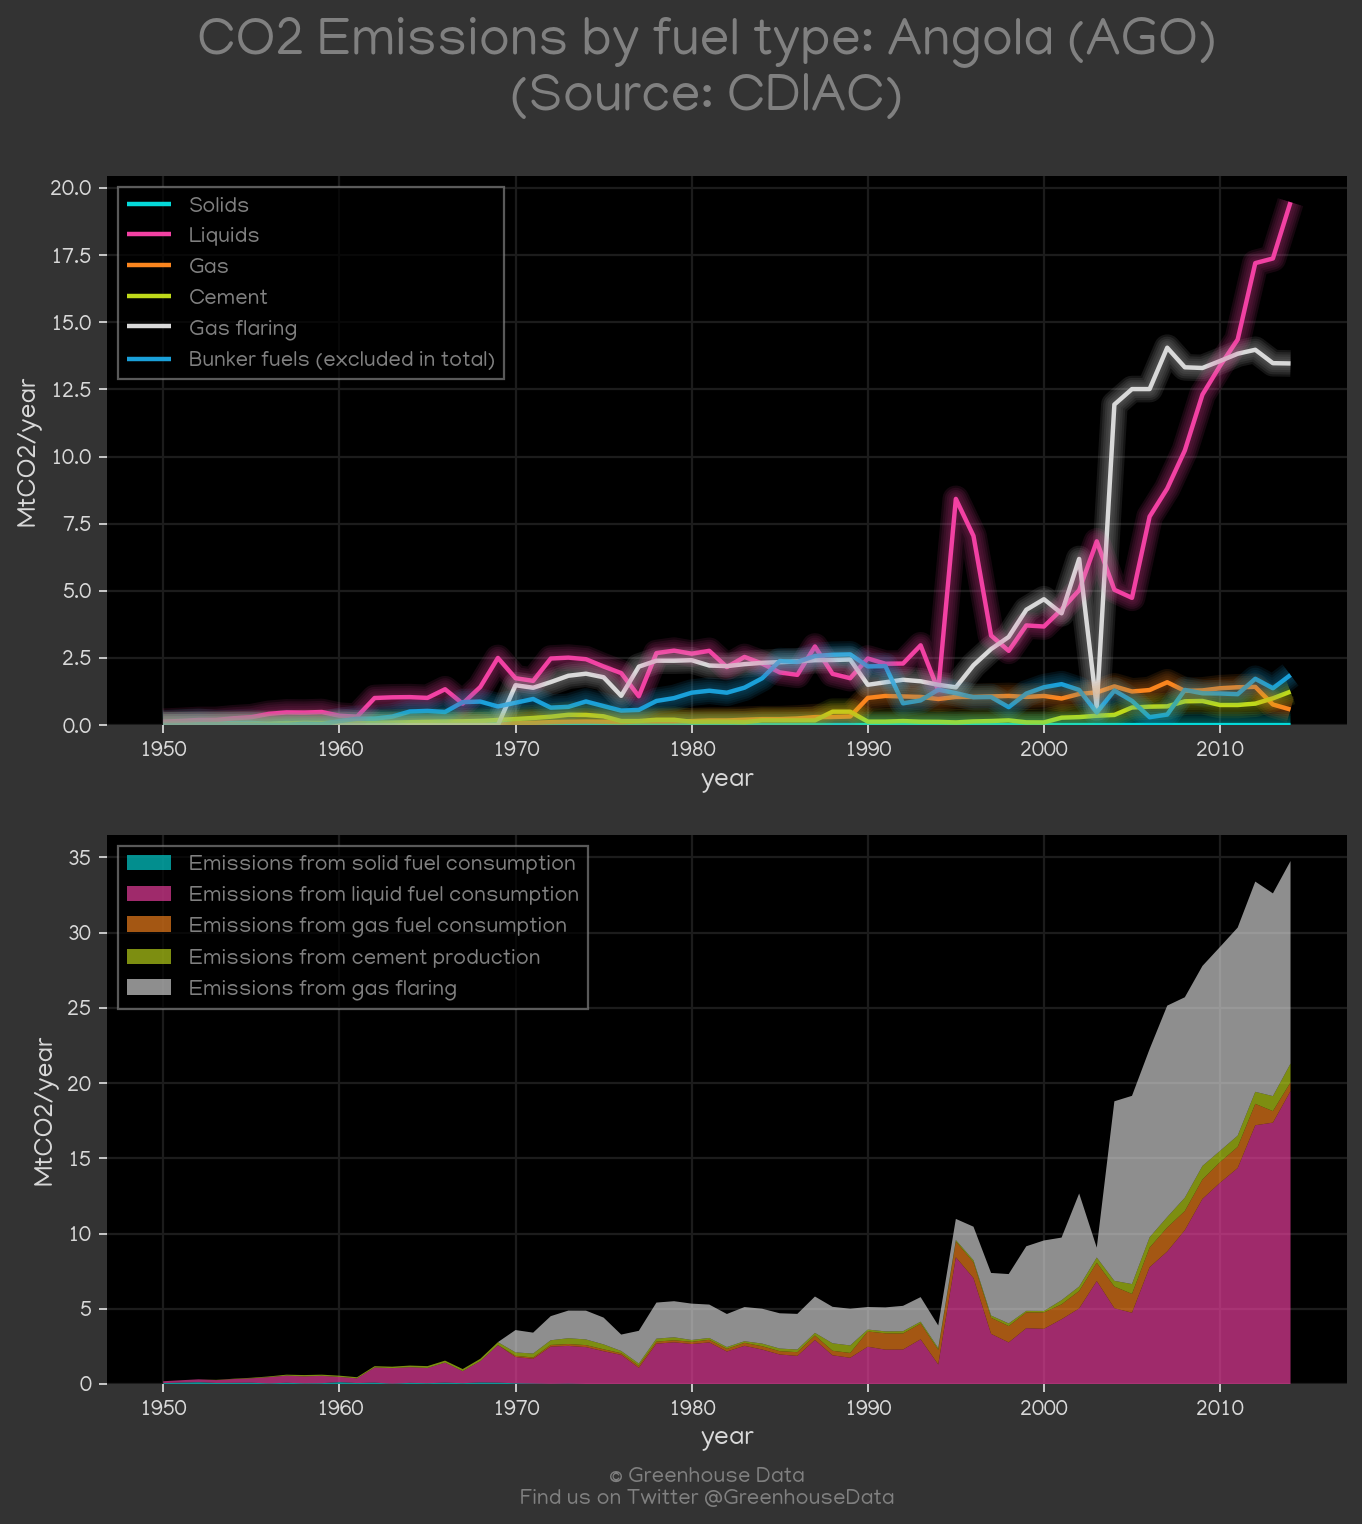 CO2 Emissions by fuel type: Angola (AGO)
(Source: CDIAC)
20.0
17.5
15.0
12.5
10.0
7.5
5.0
2.5
0.0
MtCO2/year
Solids
Liquids
Gas
Cement
Gas flaring
Bunker fuels (excluded in total)
1950 1960 1970 1980 1990 2000 2010
year
35
30
25
20
15
10
5
0
MtCO2/year
Emissions from solid fuel consumption
Emissions from liquid fuel consumption
Emissions from gas fuel consumption
Emissions from cement production
Emissions from gas flaring
1950 1960 1970 1980 1990 2000 2010
year
© Greenhouse Data
Find us on Twitter @GreenhouseData